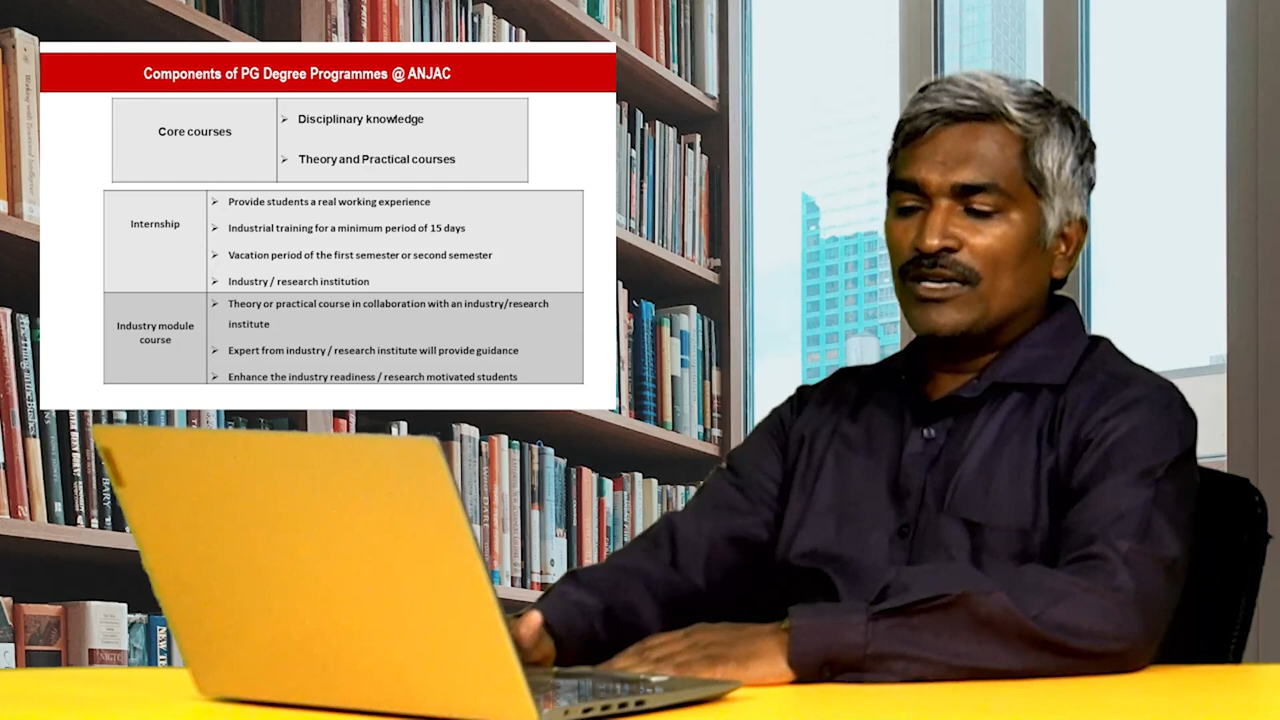 Components of PG Degree Programmes @ ANJAC
Core courses
➢ Disciplinary knowledge
➢ Theory and Practical courses
Internship
➢ Provide students a real working experience
➢ Industrial training for a minimum period of 15 days
➢ Vacation period of the first semester or second semester
➢ Industry / research institution
Industry module
course
➢ Theory or practical course in collaboration with an industry/research
institute
➢ Expert from industry / research institute will provide guidance
➢ Enhance the industry readiness / research motivated students